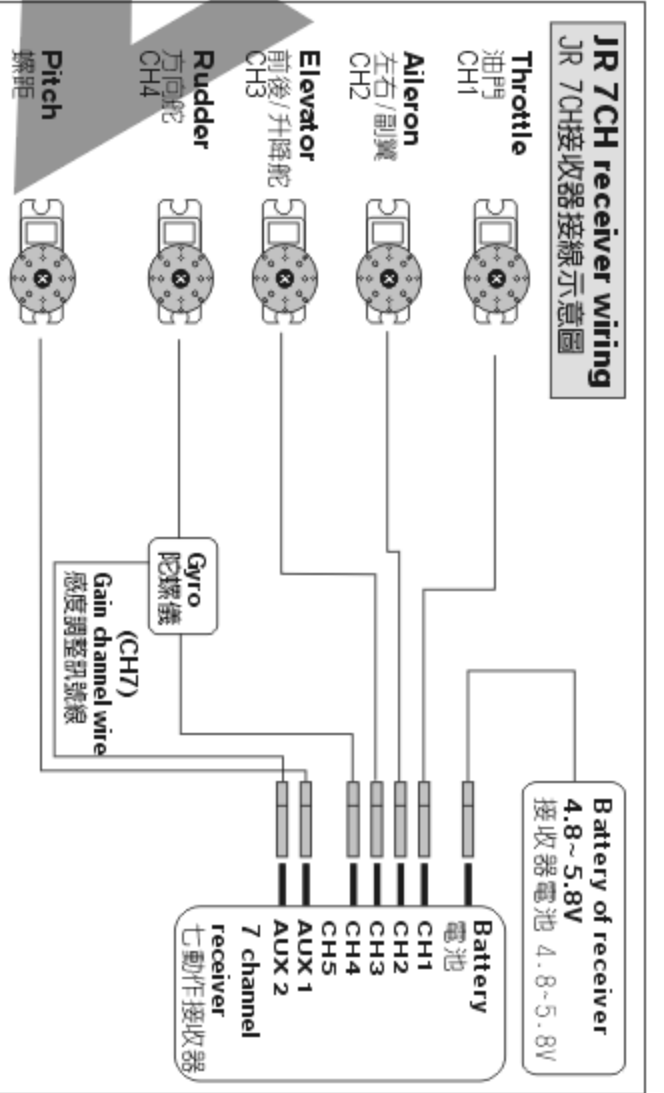 JR 7CH receiver wiring
JR 7CH接收器接線示意圖
Throttle
油門
CH1
Aileron
左右/副翼
CH2
Elevator
前後/升降舵
CH3
Rudder
方向舵
CH4
Pitch
螺距
Gyro
陀螺儀
(CH7)
Gain channel wire
感度調整訊號線
Battery of receiver
4.8~5.8V
接收器電池 4.8~5.8V
Battery
電池
CH1
CH2
CH3
CH4
CH5
AUX 1
AUX 2
7 channel
receiver
七動作接收器